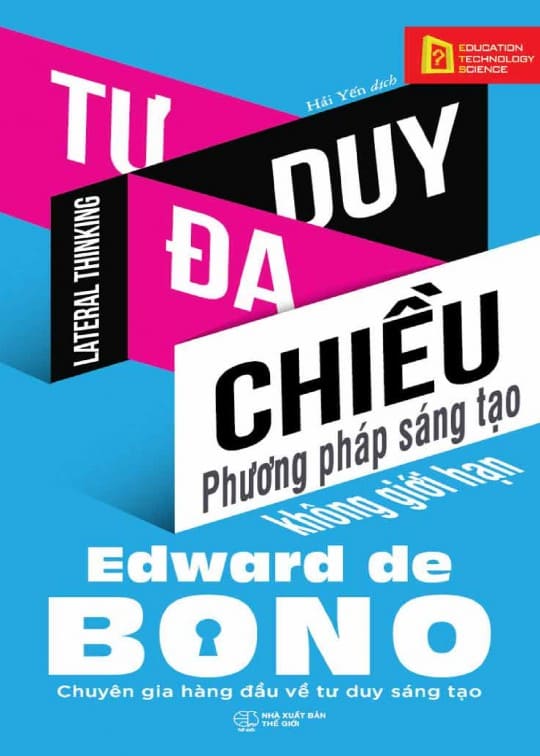 EDUCATION
TECHNOLOGY
SCIENCE
Hải Yến dịch
TƯ
DUY
LATERAL THINKING
ĐA
CHIỀU
Phương pháp sáng tạo
không giới hạn
Edward de
BONO
Chuyên gia hàng đầu về tư duy sáng tạo
NHÀ XUẤT BẢN
THẾ GIỚI